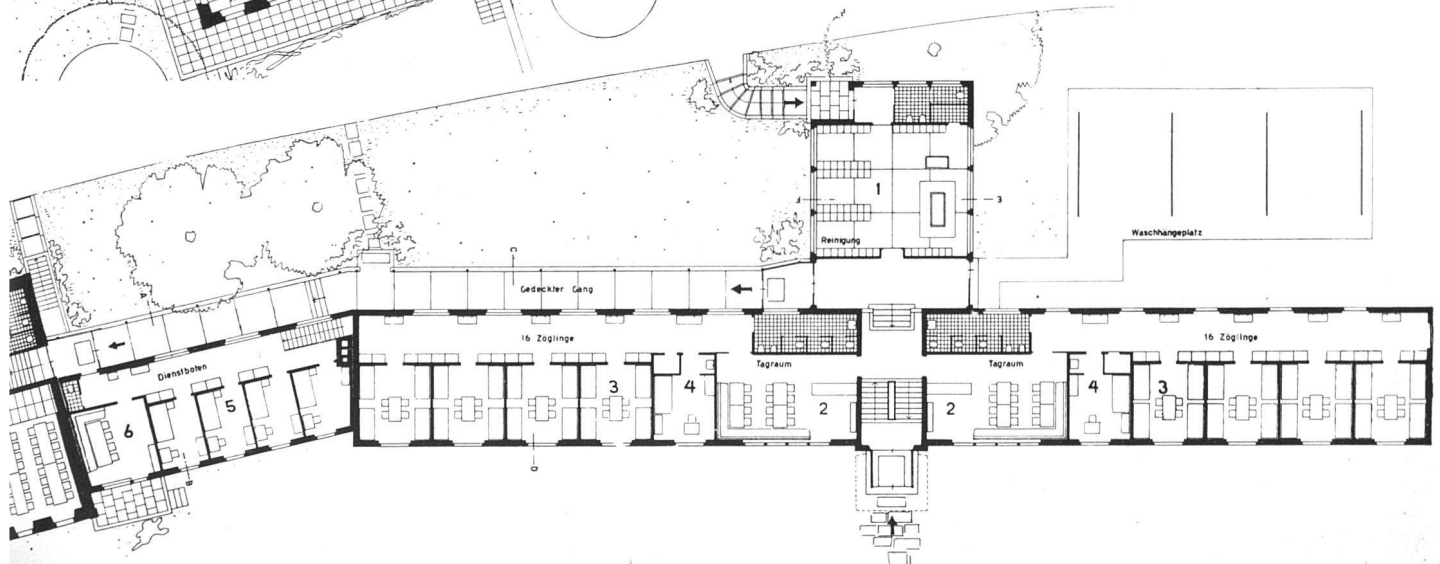 1
F
E
Reinigung
Waschhängeplatz
C
Gedeckter Gang
A
16 Zöglinge
16 Zöglinge
Dienstboten
Tagraum
Tagraum
3
4
2
2
4
3
5
6
B
D